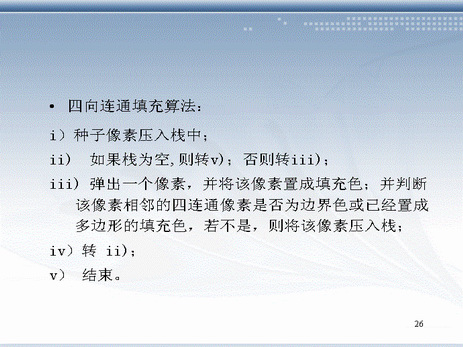 • 四向连通填充算法：
i）种子像素压入栈中；
ii) 如果栈为空,则转v)；否则转iii)；
iii) 弹出一个像素，并将该像素置成填充色；并判断
该像素相邻的四连通像素是否为边界色或已经置成
多边形的填充色，若不是，则将该像素压入栈；
iv）转 ii)；
v） 结束。
26